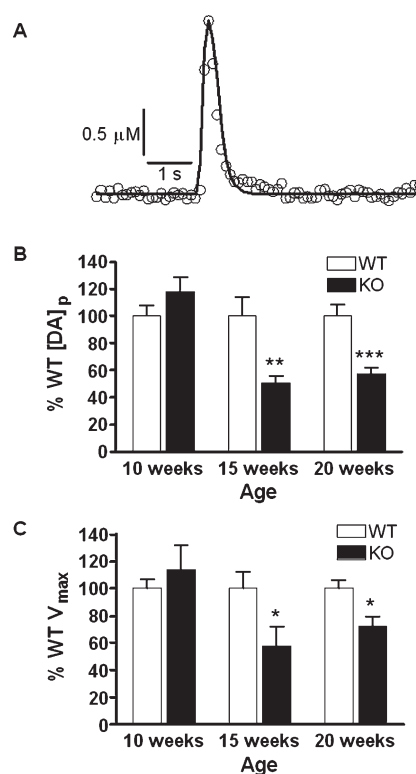 A
0.5 µM
1 s
B
% WT [DA]p
140
120
100
80
60
40
20
0
WT
KO
**
***
10 weeks
15 weeks
20 weeks
Age
C
% WT Vmax
140
120
100
80
60
40
20
0
WT
KO
*
*
10 weeks
15 weeks
20 weeks
Age